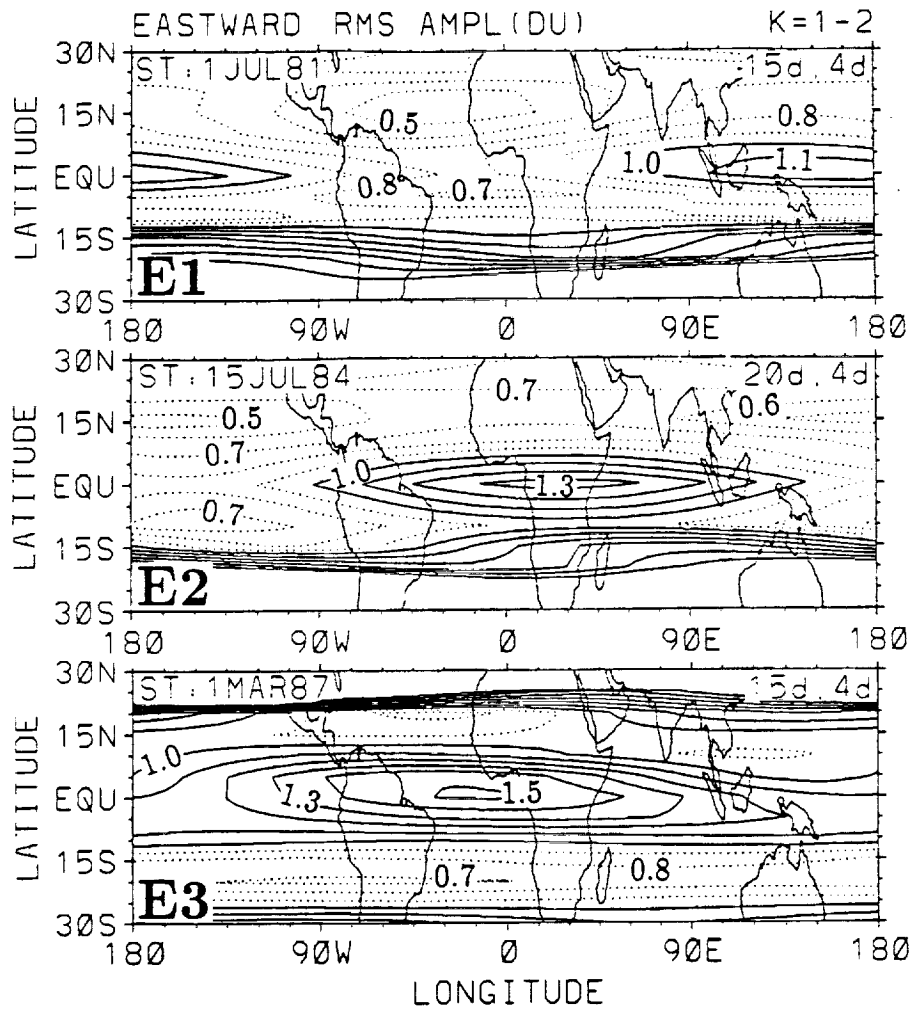 EASTWARD RMS AMPL(DU) K=1-2
30N
ST:1JUL81 15d,4d
15N
0.5 0.8
1.0 1.1
EQU
0.8 0.7
15S
E1
30S
180 90W 0 90E 180
LATITUDE
30N
ST:15JUL84 20d,4d
0.7 0.6
15N 0.5
0.7
1.0
EQU 1.3
0.7
15S
E2
30S
180 90W 0 90E 180
LATITUDE
30N
ST:1MAR87 15d,4d
15N
1.0
EQU 1.3 1.5
15S
0.7 0.8
E3
30S
180 90W 0 90E 180
LATITUDE
LONGITUDE